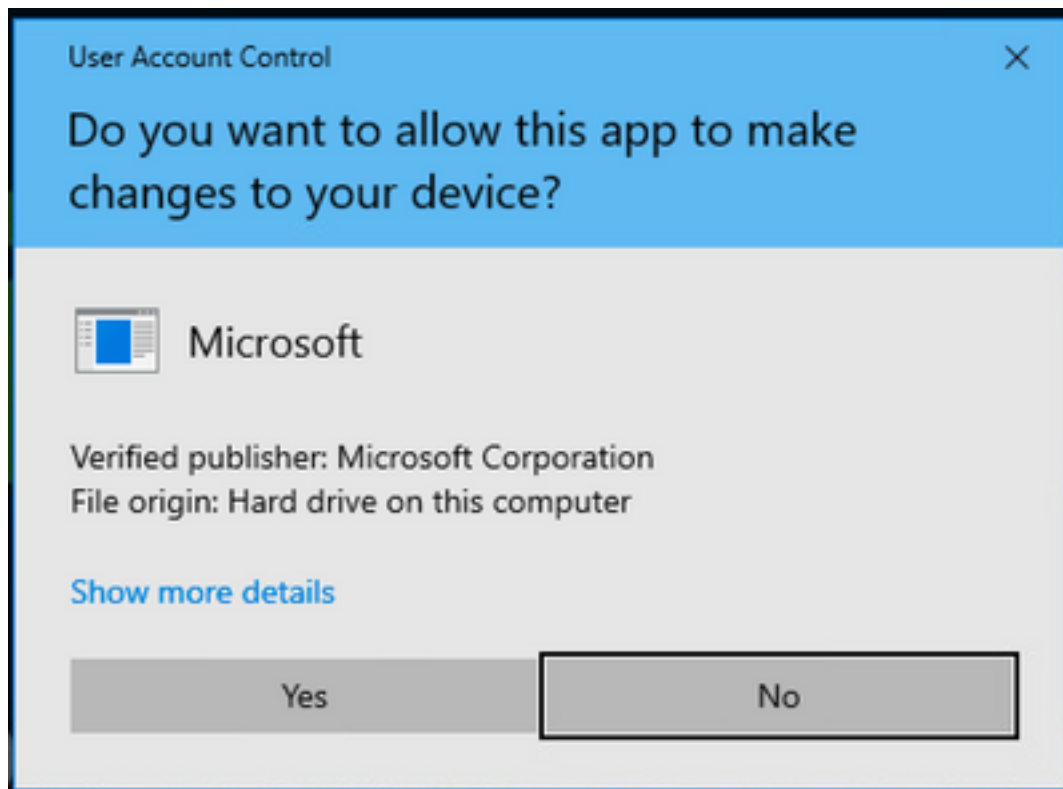 User Account Control
Do you want to allow this app to make
changes to your device?
Microsoft
Verified publisher: Microsoft Corporation
File origin: Hard drive on this computer
Show more details
Yes
No